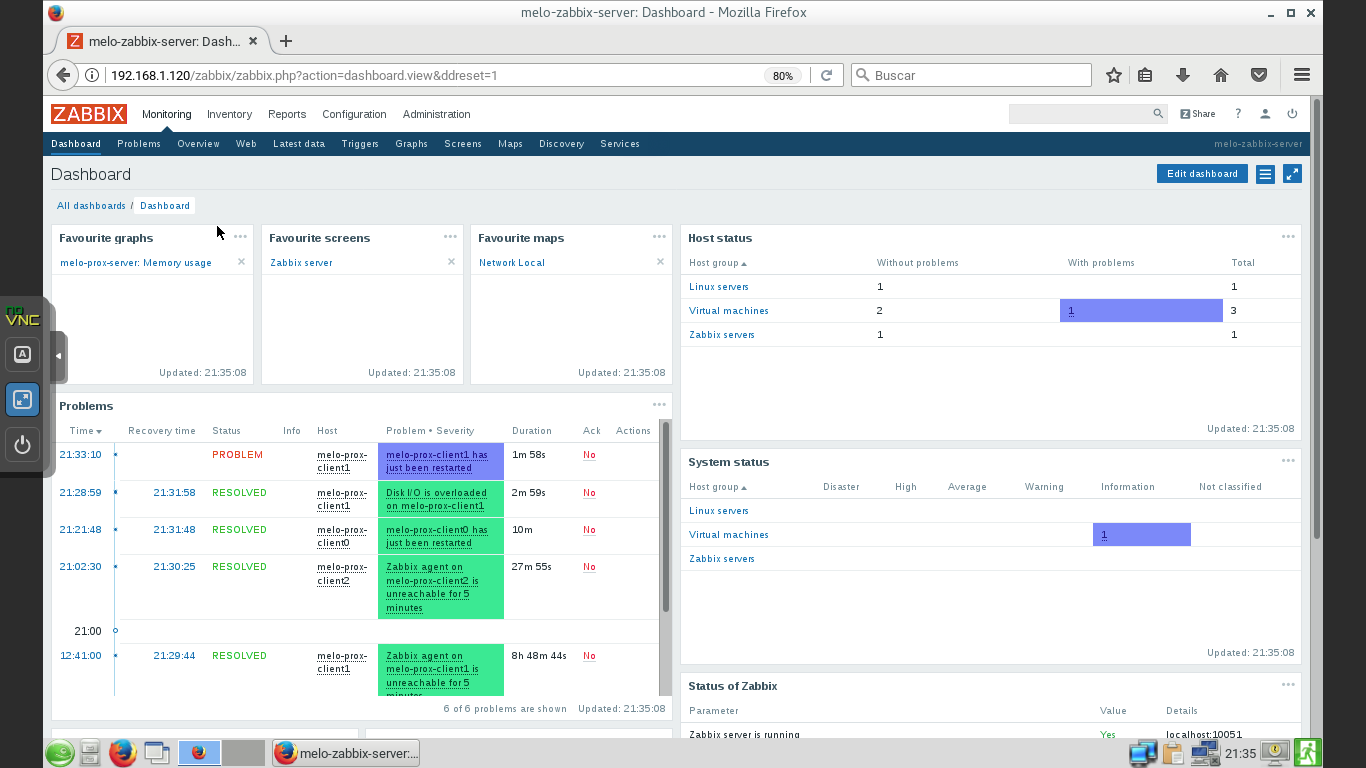 melo-zabbix-server: Dashboard - Mozilla Firefox
melo-zabbix-server: Dash...
192.168.1.120/zabbix/zabbix.php?action=dashboard.view&ddreset=1
80%
Buscar
ZABBIX
Monitoring Inventory Reports Configuration Administration
Z Share ?
Dashboard Problems Overview Web Latest data Triggers Graphs Screens Maps Discovery Services
melo-zabbix-server
Dashboard
Edit dashboard
All dashboards / Dashboard
Favourite graphs
melo-prox-server: Memory usage
Updated: 21:35:08
Favourite screens
Zabbix server
Updated: 21:35:08
Favourite maps
Network Local
Updated: 21:35:08
Host status
Host group Without problems With problems Total
Linux servers 1 1
Virtual machines 2 1 3
Zabbix servers 1 1
Updated: 21:35:08
no
VNC
A
Problems
Time Recovery time Status Info Host Problem • Severity Duration Ack Actions
21:33:10 PROBLEM melo-prox-client1 melo-prox-client1 has just been restarted 1m 58s No
21:28:59 21:31:58 RESOLVED melo-prox-client1 Disk I/O is overloaded on melo-prox-client1 2m 59s No
21:21:48 21:31:48 RESOLVED melo-prox-client0 melo-prox-client0 has just been restarted 10m No
21:02:30 21:30:25 RESOLVED melo-prox-client2 Zabbix agent on melo-prox-client2 is unreachable for 5 minutes 27m 55s No
21:00
12:41:00 21:29:44 RESOLVED melo-prox-client1 Zabbix agent on melo-prox-client1 is unreachable for 5 minutes 8h 48m 44s No
6 of 6 problems are shown Updated: 21:35:08
System status
Host group Disaster High Average Warning Information Not classified
Linux servers
Virtual machines 1
Zabbix servers
Updated: 21:35:08
Status of Zabbix
Parameter Value Details
Zabbix server is running Yes localhost:10051
melo-zabbix-server:...
21:35